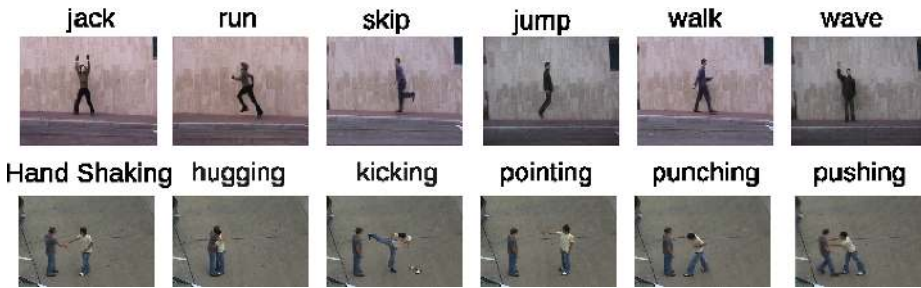 jack run skip jump walk wave
Hand Shaking hugging kicking pointing punching pushing